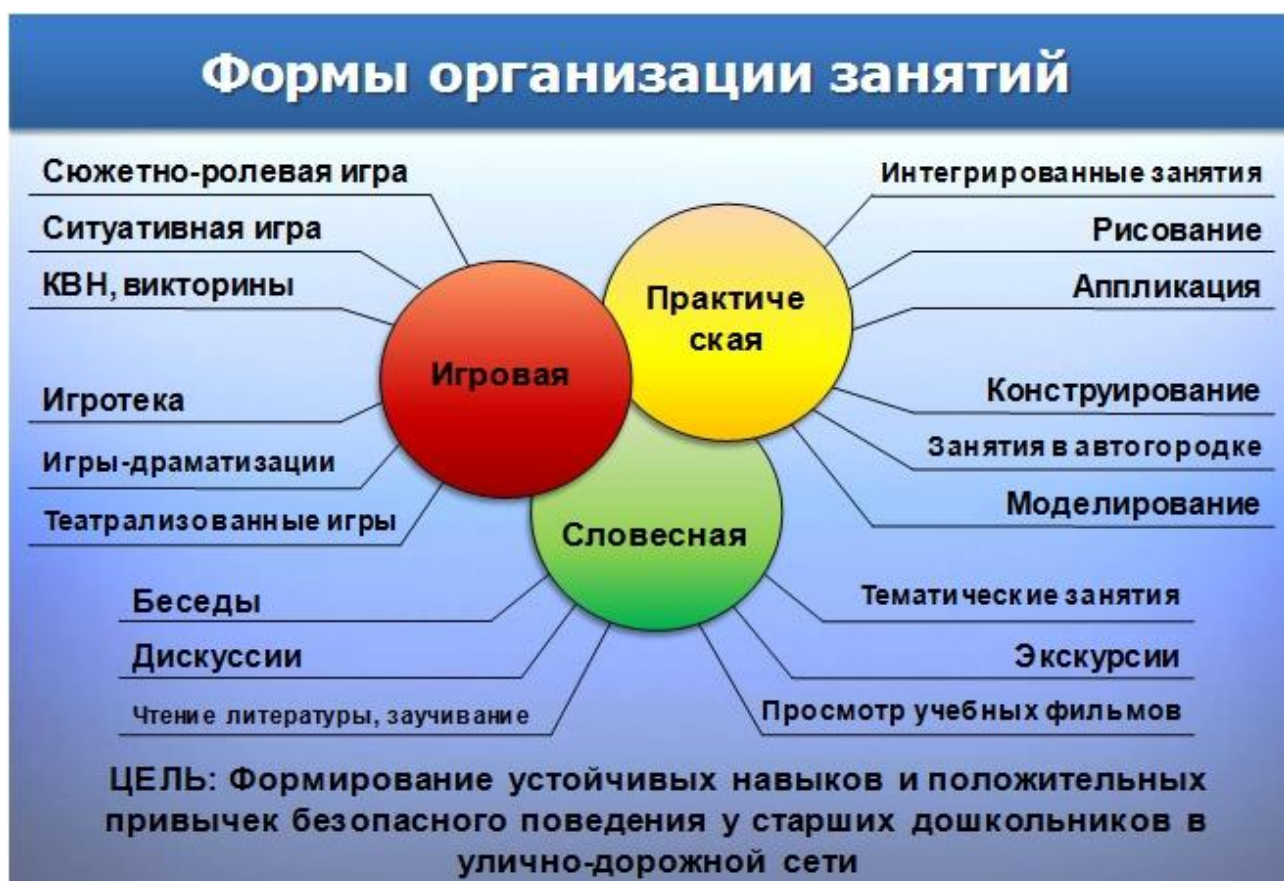 Формы организации занятий
Сюжетно-ролевая игра
Ситуативная игра
КВН, викторины
Игротека
Игры-драматизации
Театрализованные игры
Игровая
Практиче
ская
Словесная
Интегрированные занятия
Рисование
Аппликация
Конструирование
Занятия в автогородке
Моделирование
Беседы
Дискуссии
Чтение литературы, заучивание
Тематические занятия
Экскурсии
Просмотр учебных фильмов
ЦЕЛЬ: Формирование устойчивых навыков и положительных
привычек безопасного поведения у старших дошкольников в
улично-дорожной сети